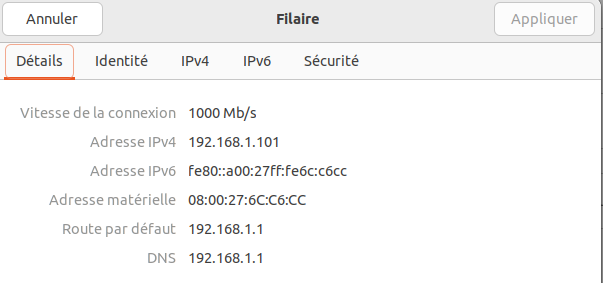 Annuler Filaire Appliquer
Détails Identité IPv4 IPv6 Sécurité
Vitesse de la connexion 1000 Mb/s
Adresse IPv4 192.168.1.101
Adresse IPv6 fe80::a00:27ff:fe6c:c6cc
Adresse matérielle 08:00:27:6C:C6:CC
Route par défaut 192.168.1.1
DNS 192.168.1.1